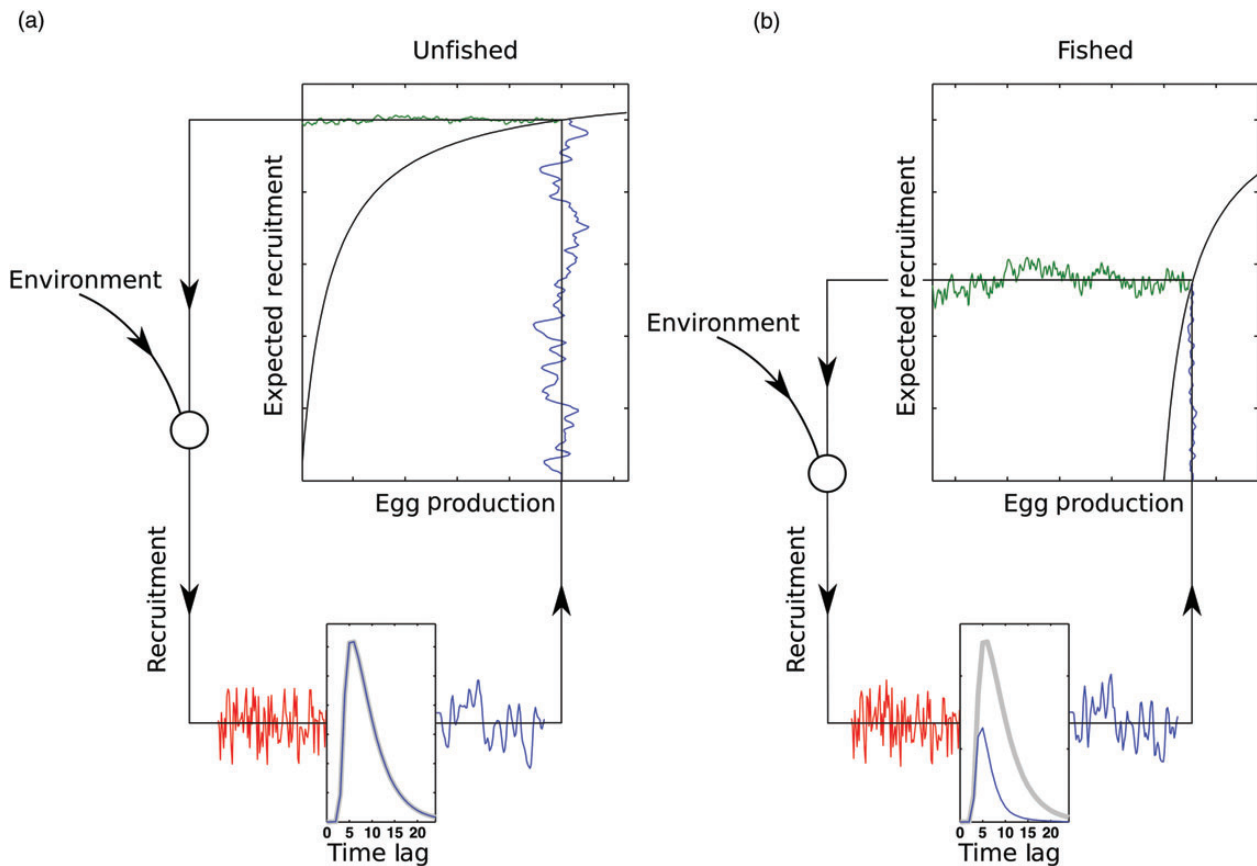 (a)
Unfished
Expected recruitment
Environment
Egg production
Recruitment
0 5 10 15 20
Time lag
(b)
Fished
Expected recruitment
Environment
Egg production
Recruitment
0 5 10 15 20
Time lag